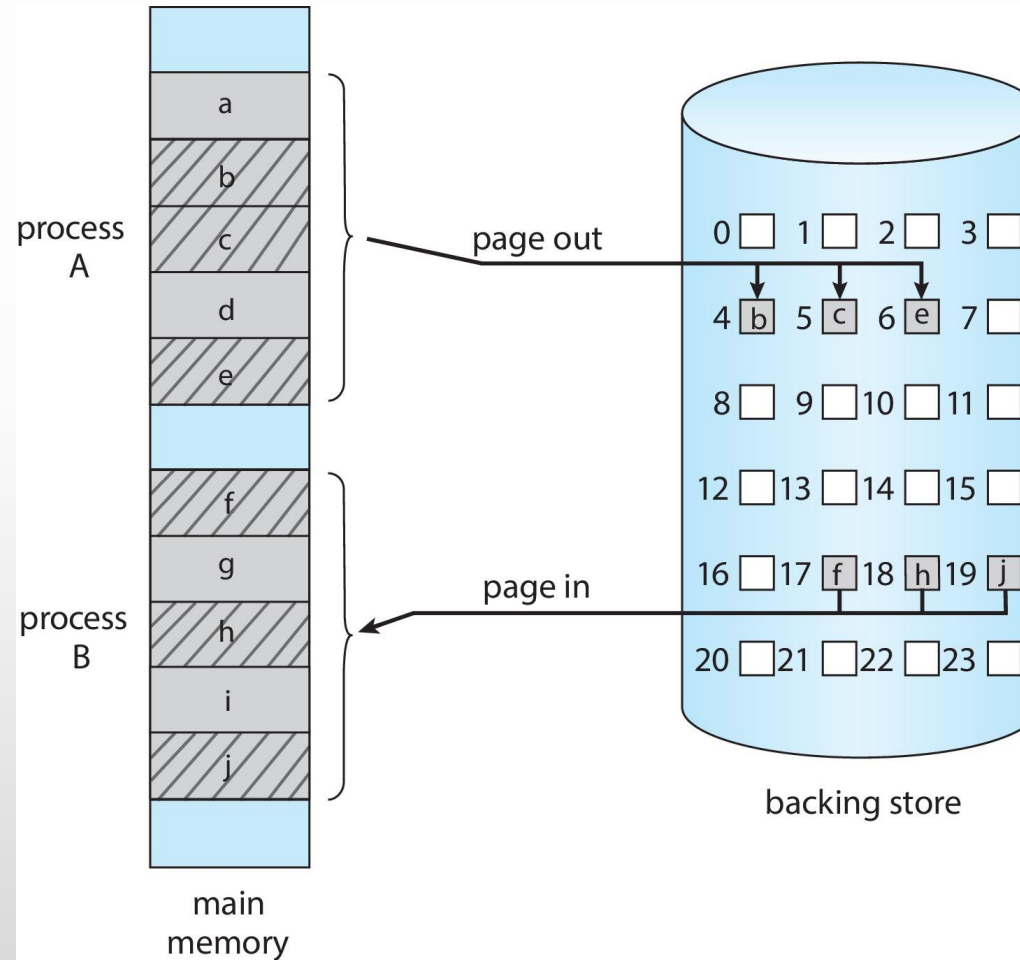 a
b
c
d
e
process
A
f
g
h
i
j
process
B
main
memory
page out
page in
0 1 2 3
4 b 5 c 6 e 7
8 9 10 11
12 13 14 15
16 17 f 18 h 19 j
20 21 22 23
backing store